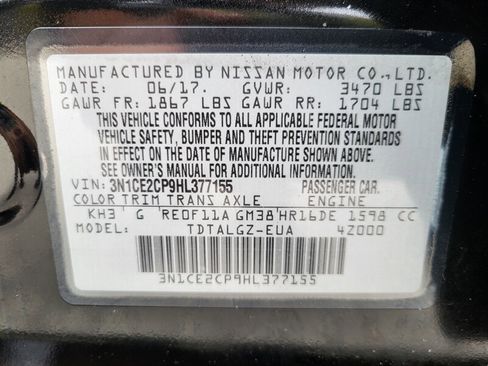 MANUFACTURED BY NISSAN MOTOR CO., LTD.
DATE: 06/17. GVWR: 3470 LBS
GAWR FR: 1867 LBS GAWR RR: 1704 LBS
THIS VEHICLE CONFORMS TO ALL APPLICABLE FEDERAL MOTOR
VEHICLE SAFETY, BUMPER AND THEFT PREVENTION STANDARDS
IN EFFECT ON THE DATE OF MANUFACTURE SHOWN ABOVE.
SEE OWNER'S MANUAL FOR ADDITIONAL INFORMATION.
VIN: 3N1CE2CP9HL377155 PASSENGER CAR.
COLOR TRIM TRANS AXLE ENGINE
KH3 G RE0F11A GM38 HR16DE 1598 CC
MODEL: TDTALGZ-EUA 4Z000
3N1CE2CP9HL377155